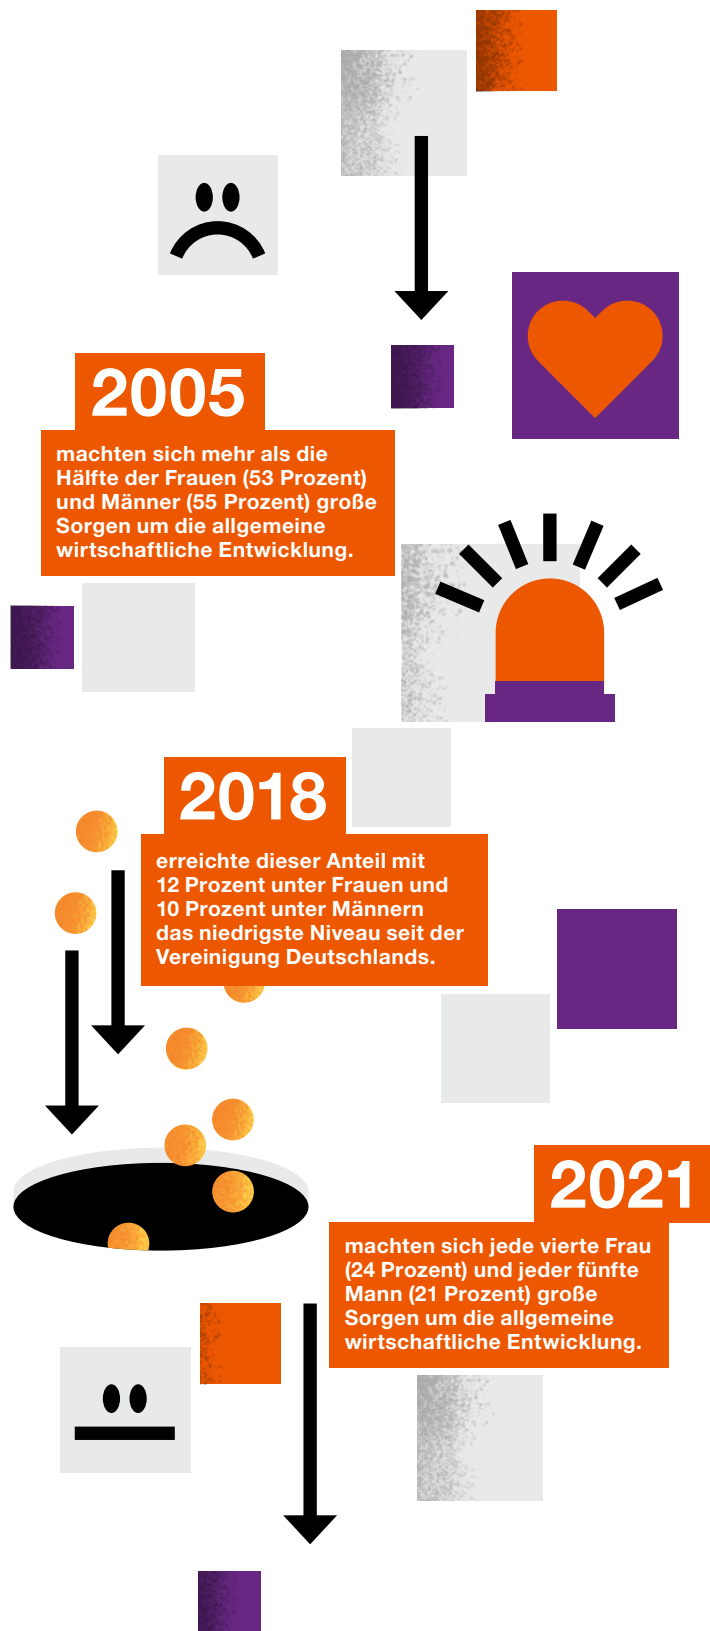 2005
machten sich mehr als die
Hälfte der Frauen (53 Prozent)
und Männer (55 Prozent) große
Sorgen um die allgemeine
wirtschaftliche Entwicklung.
2018
erreichte dieser Anteil mit
12 Prozent unter Frauen und
10 Prozent unter Männern
das niedrigste Niveau seit der
Vereinigung Deutschlands.
2021
machten sich jede vierte Frau
(24 Prozent) und jeder fünfte
Mann (21 Prozent) große
Sorgen um die allgemeine
wirtschaftliche Entwicklung.